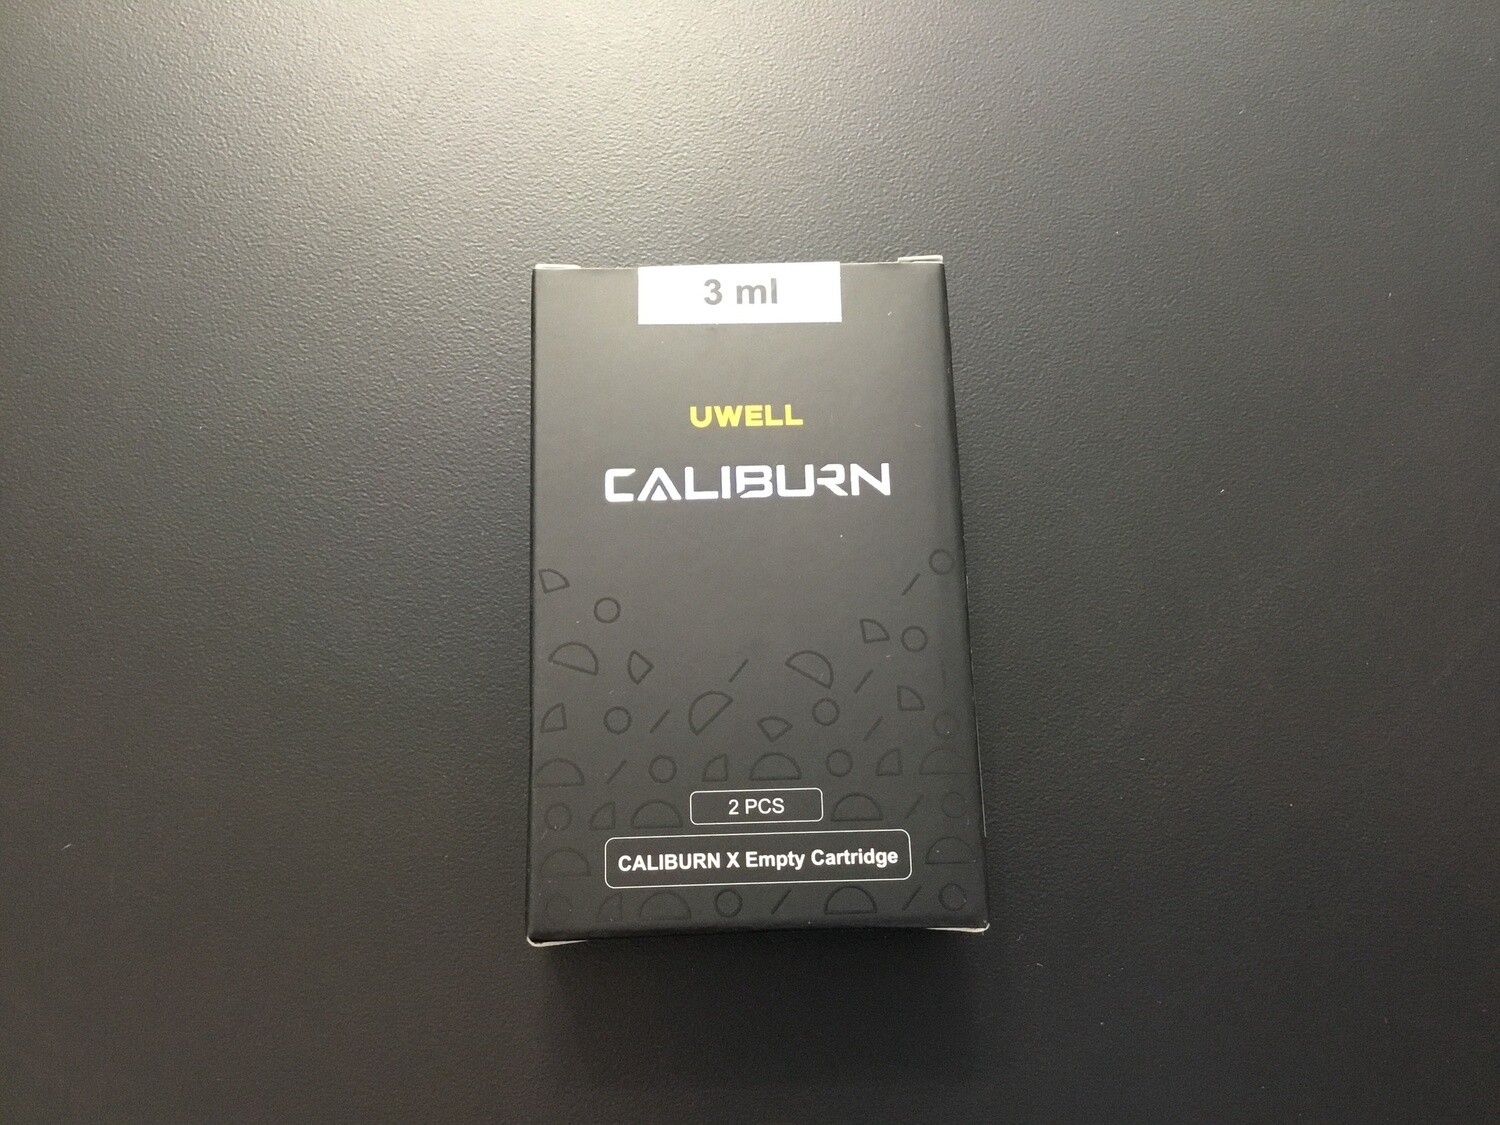 3 ml
UWELL
CALIBURN
2 PCS
CALIBURN X Empty Cartridge